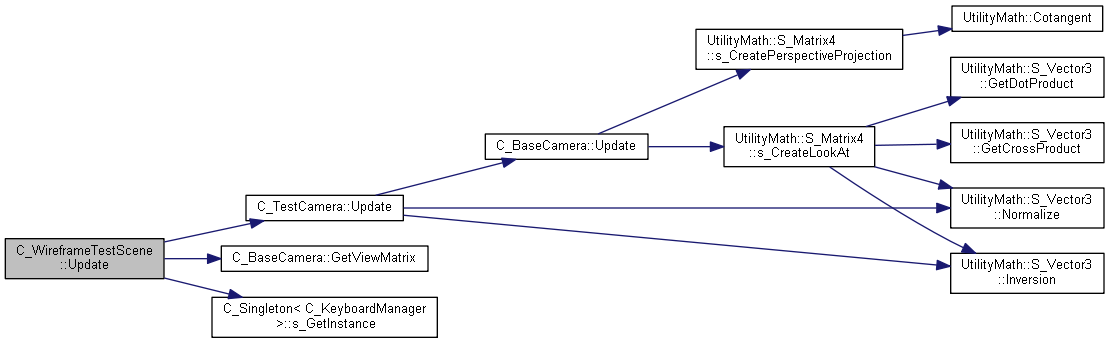 C_WireframeTestScene
::Update
C_TestCamera::Update
C_BaseCamera::GetViewMatrix
C_Singleton< C_KeyboardManager
>::s_GetInstance
C_BaseCamera::Update
UtilityMath::S_Matrix4
::s_CreatePerspectiveProjection
UtilityMath::S_Matrix4
::s_CreateLookAt
UtilityMath::Cotangent
UtilityMath::S_Vector3
::GetDotProduct
UtilityMath::S_Vector3
::GetCrossProduct
UtilityMath::S_Vector3
::Normalize
UtilityMath::S_Vector3
::Inversion